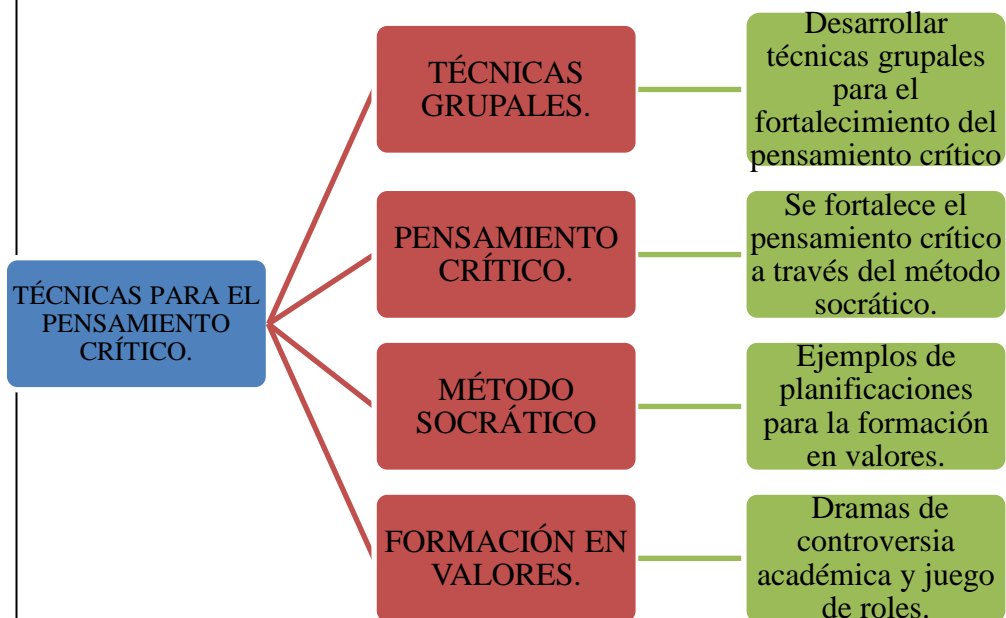 TÉCNICAS PARA EL
PENSAMIENTO
CRÍTICO.
TÉCNICAS
GRUPALES.
Desarrollar
técnicas grupales
para el
fortalecimiento del
pensamiento crítico
PENSAMIENTO
CRÍTICO.
Se fortalece el
pensamiento crítico
a través del método
socrático.
MÉTODO
SOCRÁTICO
Ejemplos de
planificaciones
para la formación
en valores.
FORMACIÓN EN
VALORES.
Dramas de
controversia
académica y juego
de roles.